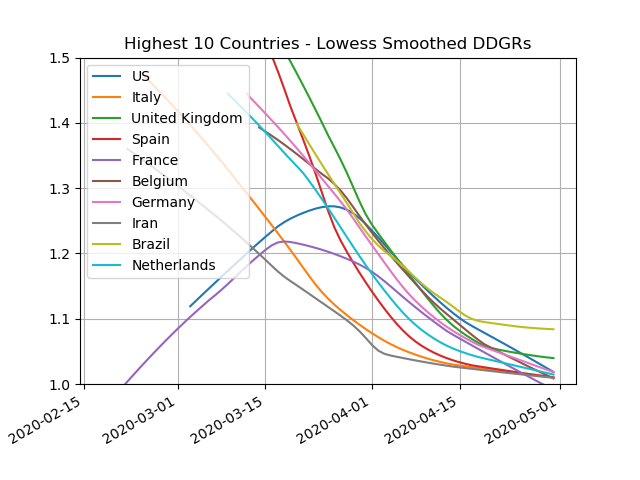 Highest 10 Countries - Lowess Smoothed DDGRs
1.5
1.4
1.3
1.2
1.1
1.0
US
Italy
United Kingdom
Spain
France
Belgium
Germany
Iran
Brazil
Netherlands
2020-02-15
2020-03-01
2020-03-15
2020-04-01
2020-04-15
2020-05-01